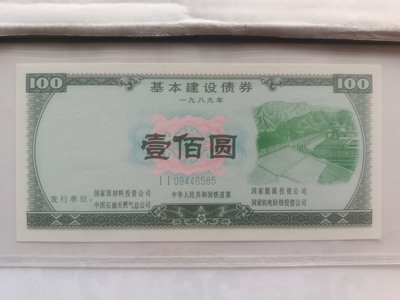 100 基本建设债券 100
一九八九年
壹佰圆
II 09446565
国家原材料投资公司 中华人民共和国铁道部 国家能源投资公司
发行单位：
中国石油天然气总公司 国家机电轻纺投资公司
100 100